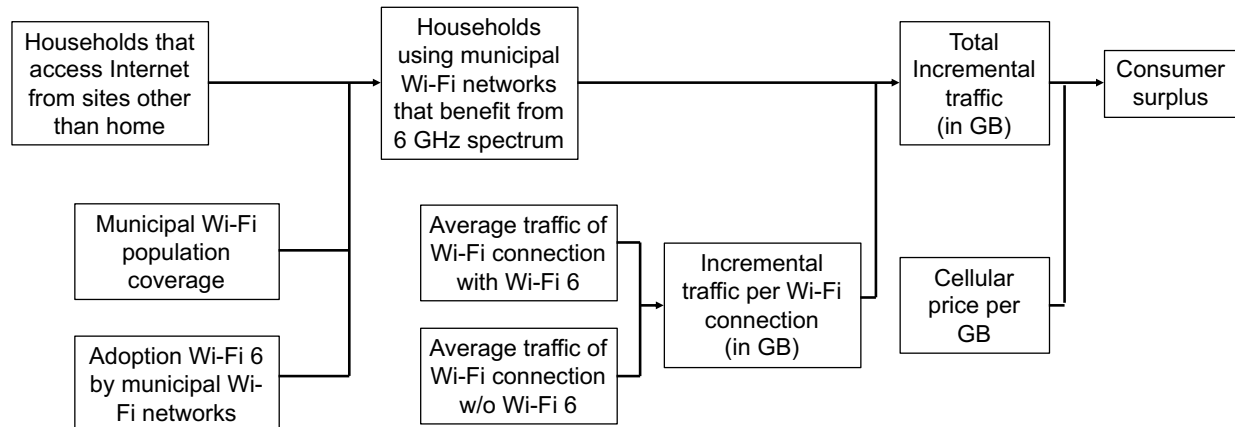 Households that
access Internet
from sites other
than home
Households
using municipal
Wi-Fi networks
that benefit from
6 GHz spectrum
Total
Incremental
traffic
(in GB)
Consumer
surplus
Municipal Wi-Fi
population
coverage
Average traffic of
Wi-Fi connection
with Wi-Fi 6
Incremental
traffic per Wi-Fi
connection
(in GB)
Cellular
price per
GB
Adoption Wi-Fi 6
by municipal Wi-
Fi networks
Average traffic of
Wi-Fi connection
w/o Wi-Fi 6